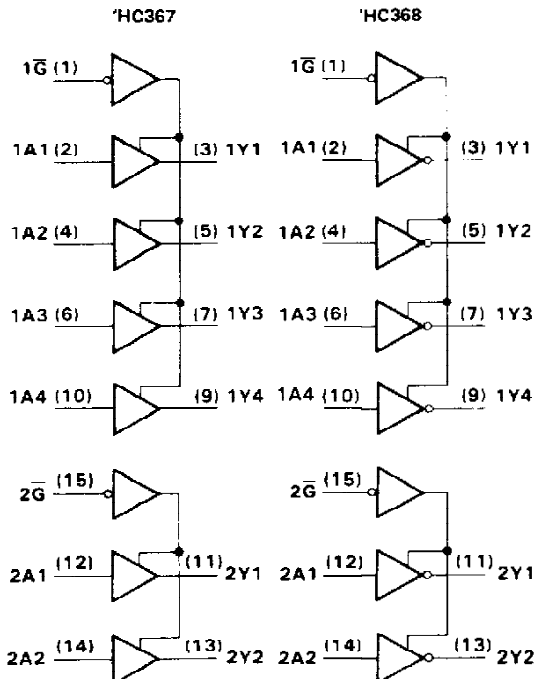 'HC367 'HC368
1G̅ (1) 1G̅ (1)
1A1 (2) (3) 1Y1 1A1 (2) (3) 1Y1
1A2 (4) (5) 1Y2 1A2 (4) (5) 1Y2
1A3 (6) (7) 1Y3 1A3 (6) (7) 1Y3
1A4 (10) (9) 1Y4 1A4 (10) (9) 1Y4
2G̅ (15) 2G̅ (15)
2A1 (12) (11) 2Y1 2A1 (12) (11) 2Y1
2A2 (14) (13) 2Y2 2A2 (14) (13) 2Y2